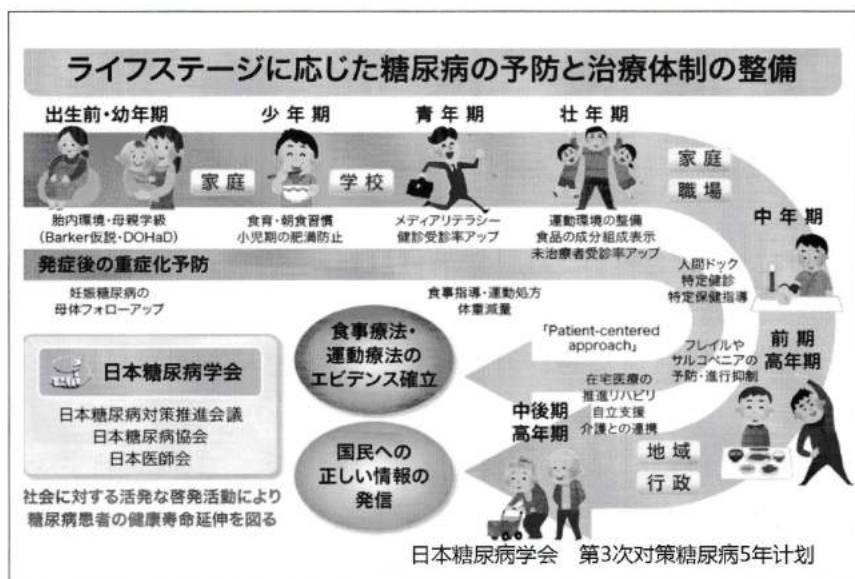 ライフステージに応じた糖尿病の予防と治療体制の整備
出生前・幼年期
少年期
青年期
壮年期
家庭
学校
家庭
職場
胎内環境・母親学級
(Barker仮説・DOHaD)
食育・朝食習慣
小児期の肥満防止
メディアリテラシー
健診受診率アップ
運動環境の整備
食品の成分組成表示
未治療者受診率アップ
中年期
人間ドック
特定健診
特定保健指導
発症後の重症化予防
妊娠糖尿病の
母体フォローアップ
食事指導・運動処方
体重減量
食事療法・
運動療法の
エビデンス確立
「Patient-centered
approach」
フレイルや
サルコペニアの
予防・進行抑制
前期
高年期
日本糖尿病学会
日本糖尿病対策推進会議
日本糖尿病協会
日本医師会
在宅医療の
推進リハビリ
自立支援
介護との連携
中後期
高年期
国民への
正しい情報の
発信
地域
行政
社会に対する活発な啓発活動により
糖尿病患者の健康寿命延伸を図る
日本糖尿病学会　第3次対策糖尿病5年计划